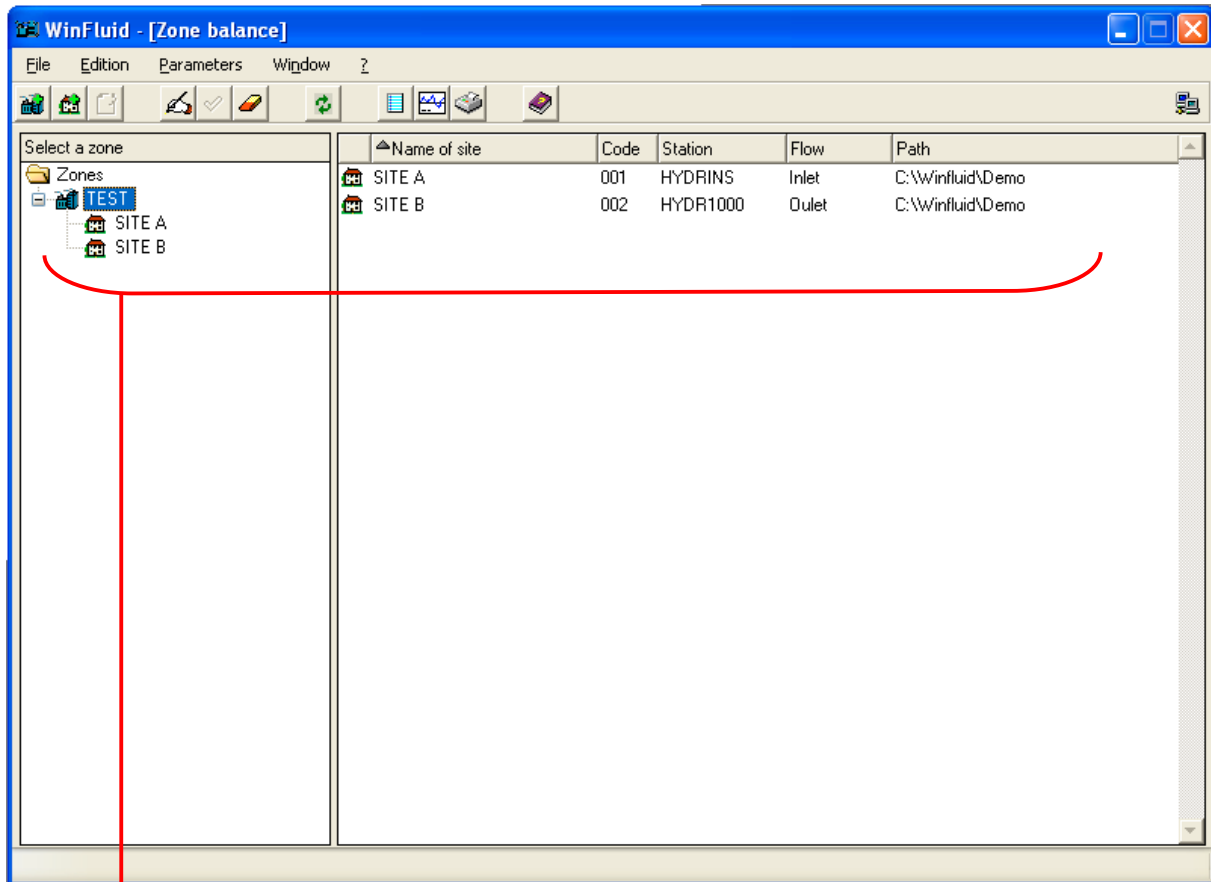 WinFluid - [Zone balance]
File Edition Parameters Window ?
Select a zone
Zones
TEST
SITE A
SITE B
Name of site Code Station Flow Path
SITE A 001 HYDRINS Inlet C:\Winfluid\Demo
SITE B 002 HYDR1000 Oulet C:\Winfluid\Demo